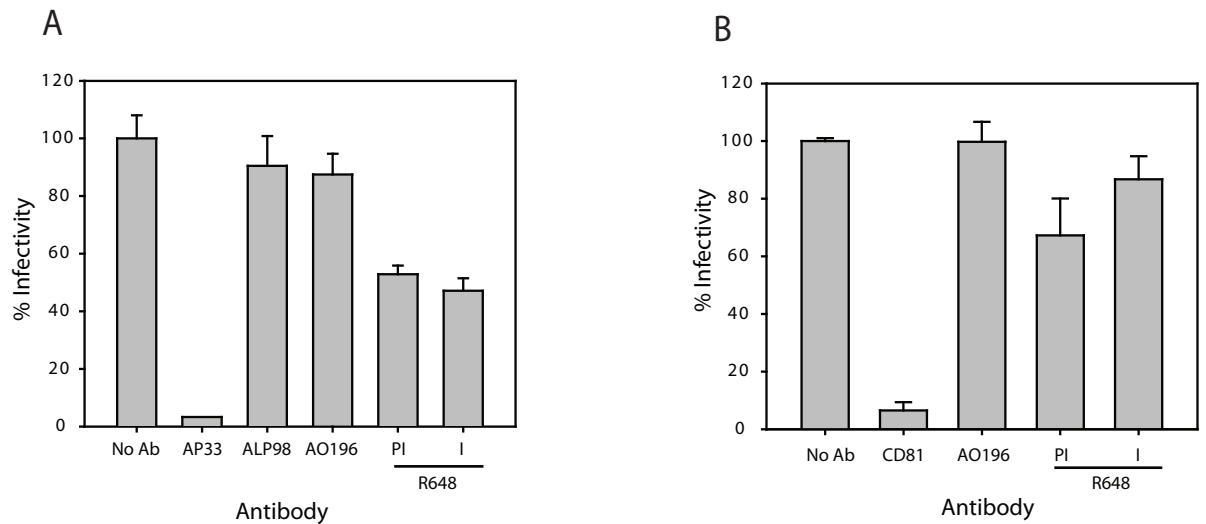 A
% Infectivity
120
100
80
60
40
20
0
No Ab AP33 ALP98 AO196 PI I
R648
Antibody
B
% Infectivity
120
100
80
60
40
20
0
No Ab CD81 AO196 PI I
R648
Antibody